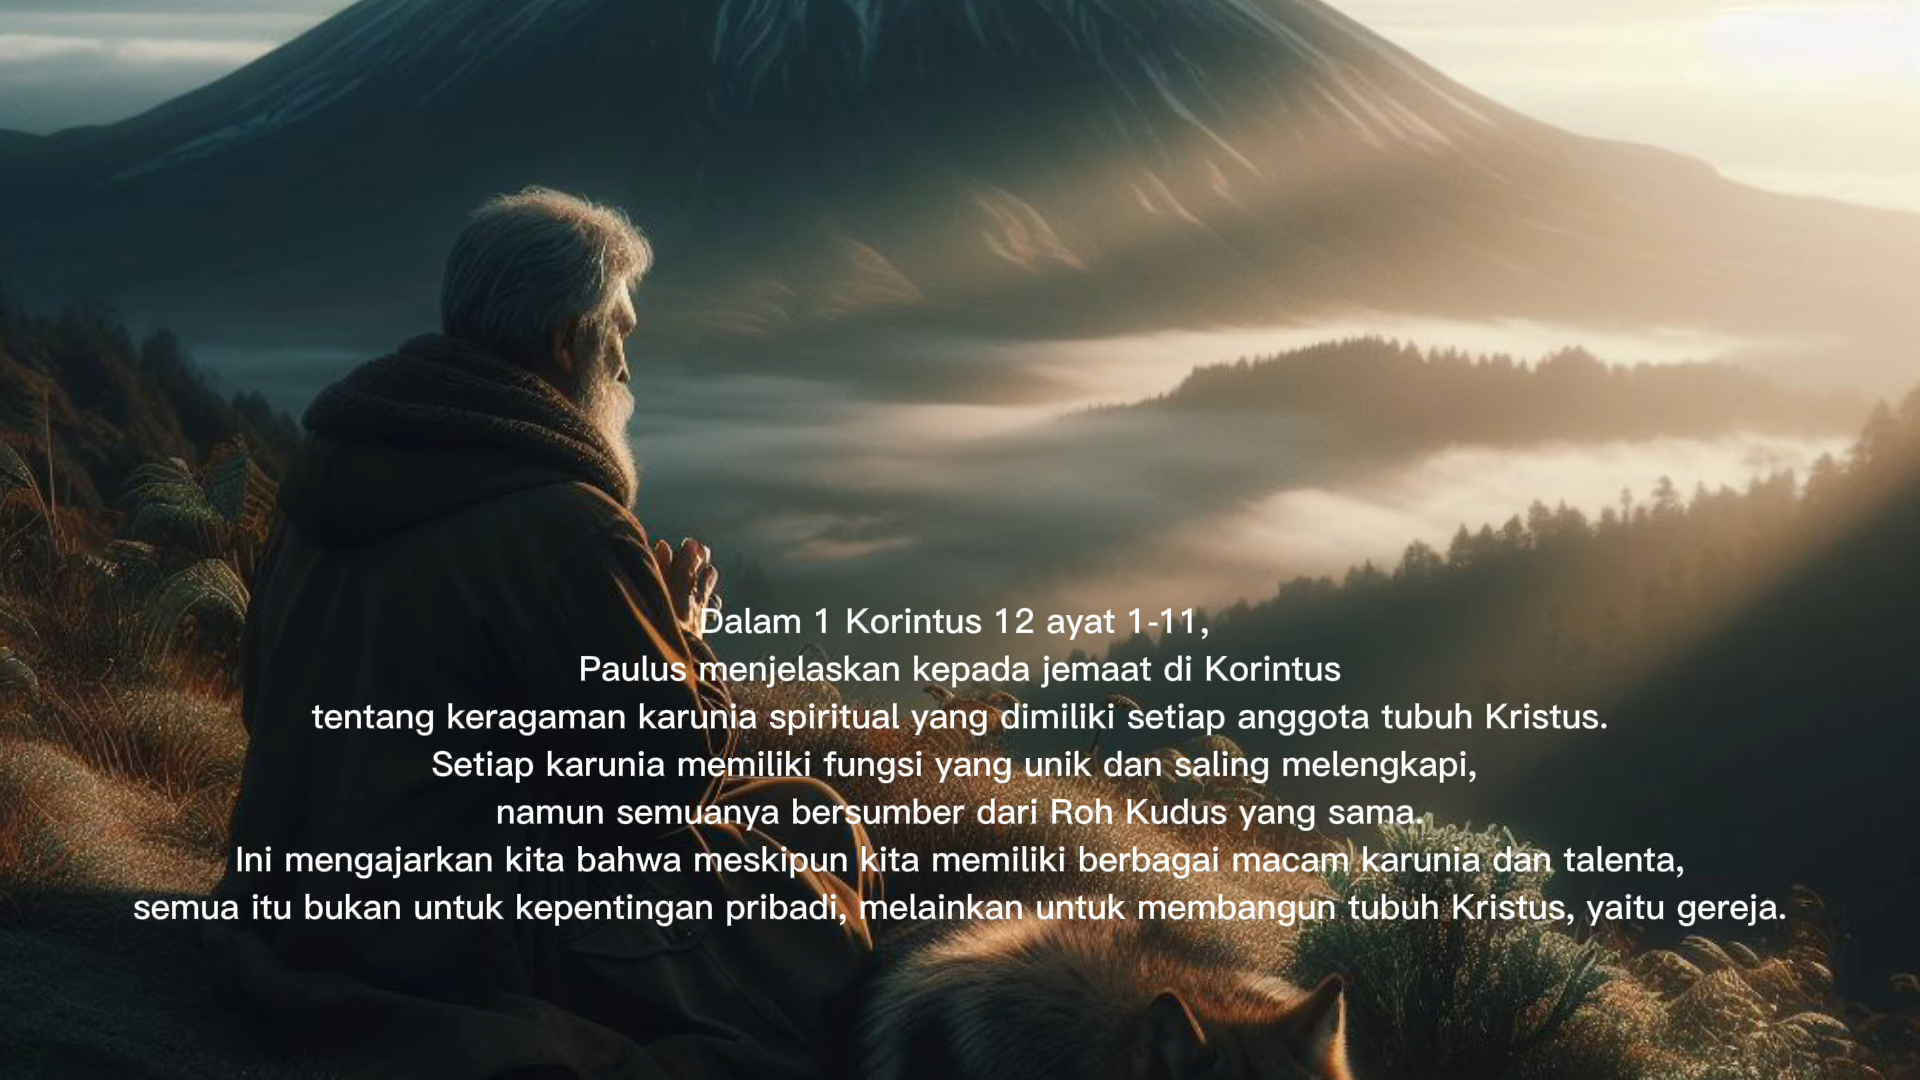 Dalam 1 Korintus 12 ayat 1-11,
Paulus menjelaskan kepada jemaat di Korintus
tentang keragaman karunia spiritual yang dimiliki setiap anggota tubuh Kristus.
Setiap karunia memiliki fungsi yang unik dan saling melengkapi,
namun semuanya bersumber dari Roh Kudus yang sama.
Ini mengajarkan kita bahwa meskipun kita memiliki berbagai macam karunia dan talenta,
semua itu bukan untuk kepentingan pribadi, melainkan untuk membangun tubuh Kristus, yaitu gereja.